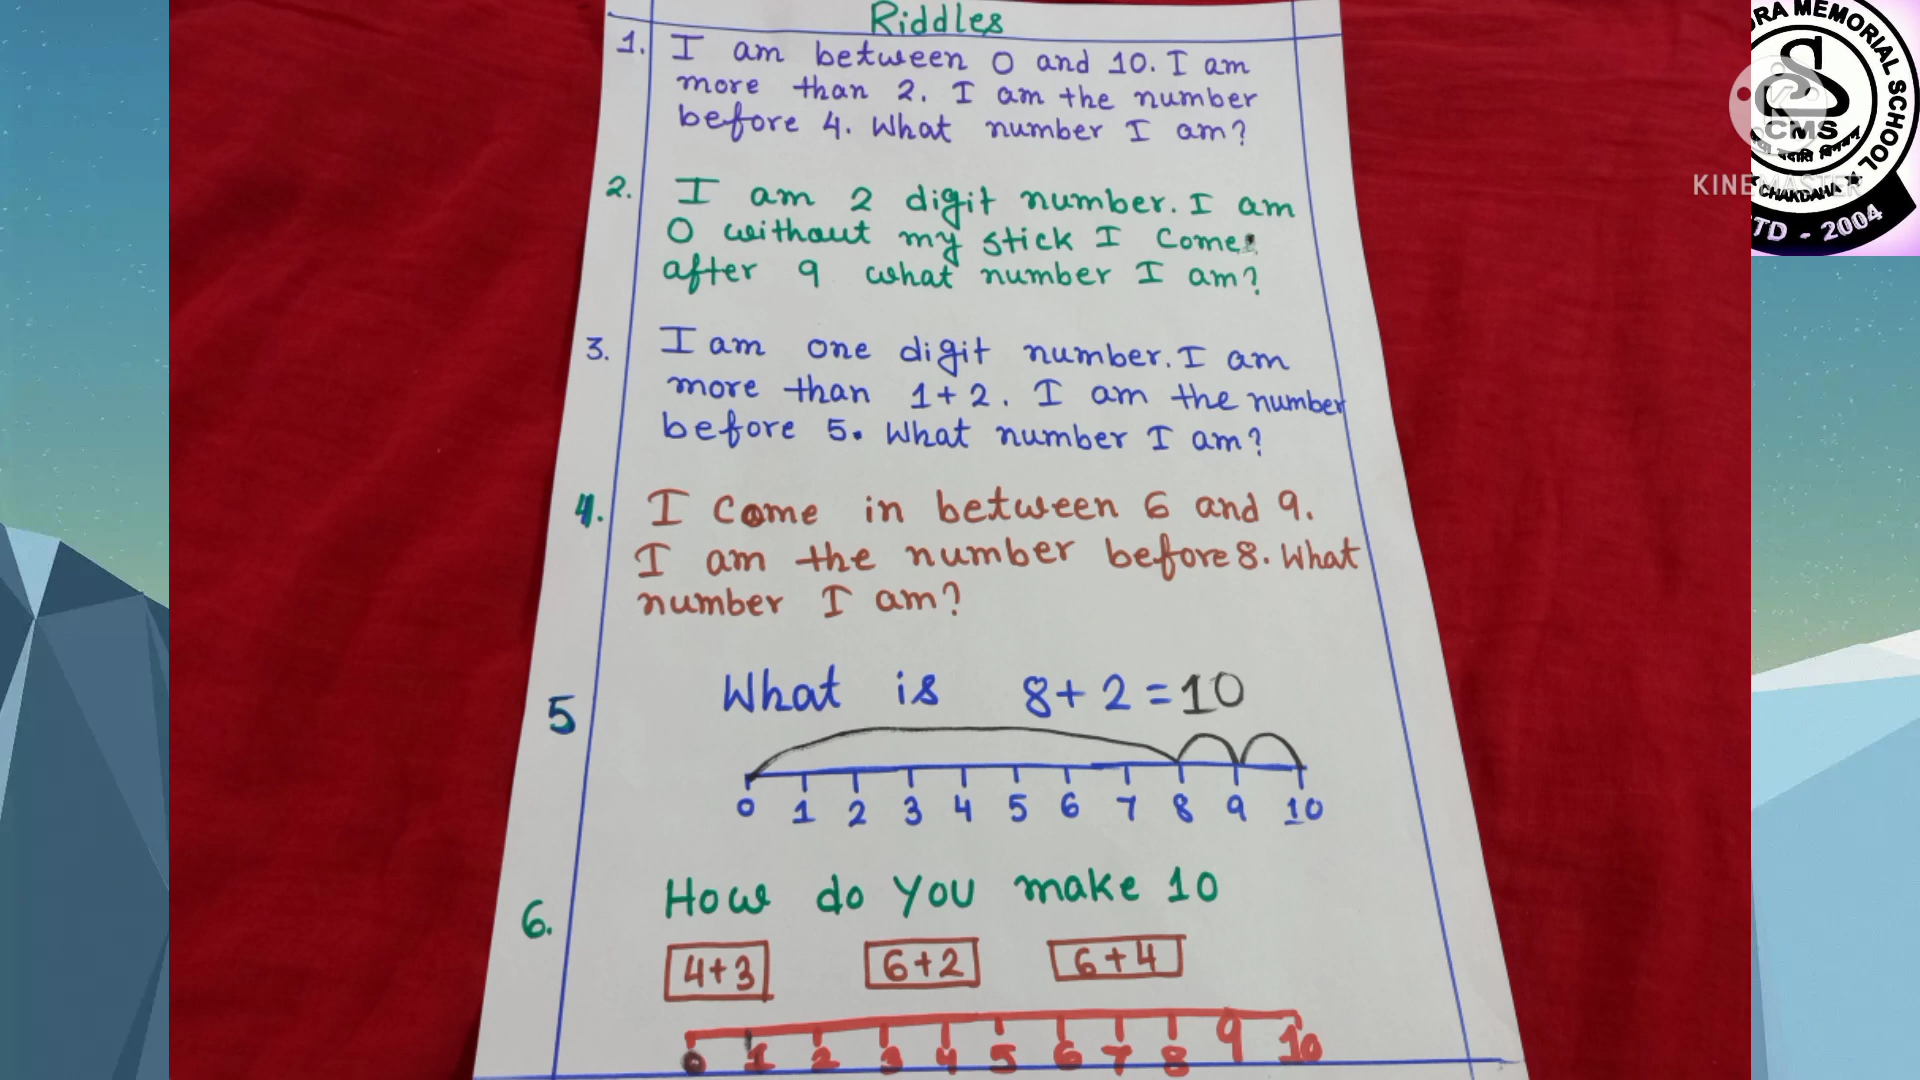 Riddles
1. I am between 0 and 10. I am
more than 2. I am the number
before 4. What number I am?
2. I am 2 digit number. I am
0 without my stick I Come
after 9 what number I am?
3. I am one digit number. I am
more than 1+2. I am the number
before 5. What number I am?
4. I Come in between 6 and 9.
I am the number before 8. What
number I am?
5 What is 8+2=10
0 1 2 3 4 5 6 7 8 9 10
6. How do You make 10
4+3 6+2 6+4
0 1 2 3 4 5 6 7 8 9 10
MEMORIAL SCHOOL
S
CMS
CHAKDAHA
TD - 2004
KINEMASTER